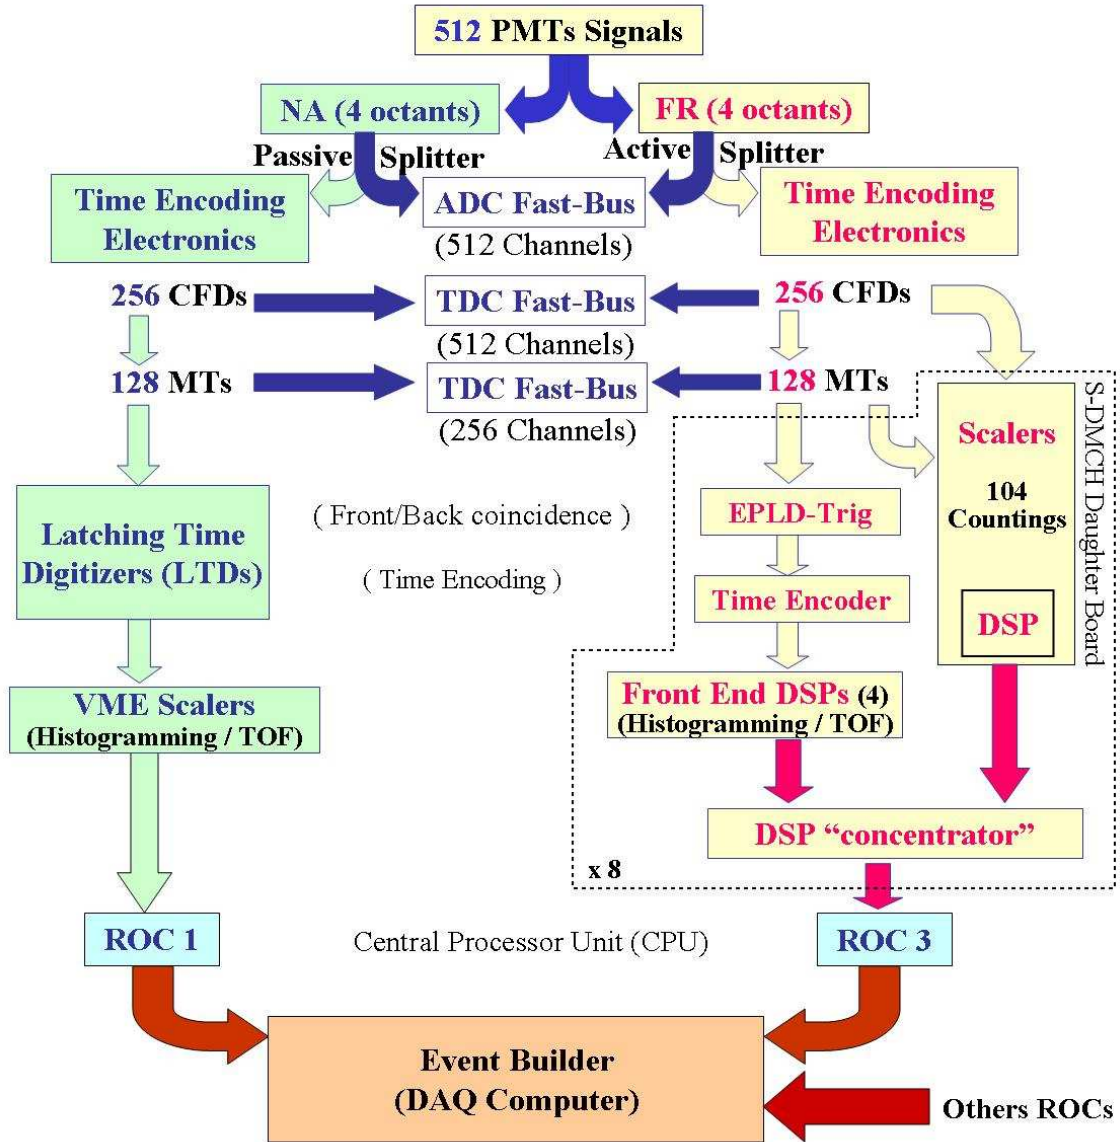 512 PMTs Signals
NA (4 octants)
FR (4 octants)
Passive Splitter
Active Splitter
Time Encoding
Electronics
ADC Fast-Bus
(512 Channels)
Time Encoding
Electronics
256 CFDs
TDC Fast-Bus
(512 Channels)
256 CFDs
128 MTs
TDC Fast-Bus
(256 Channels)
128 MTs
S-DMCH Daughter Board
Scalers
104
Countings
DSP
Latching Time
Digitizers (LTDs)
( Front/Back coincidence )
( Time Encoding )
EPLD-Trig
Time Encoder
VME Scalers
(Histogramming / TOF)
Front End DSPs (4)
(Histogramming / TOF)
DSP “concentrator”
x 8
ROC 1
Central Processor Unit (CPU)
ROC 3
Event Builder
(DAQ Computer)
Others ROCs